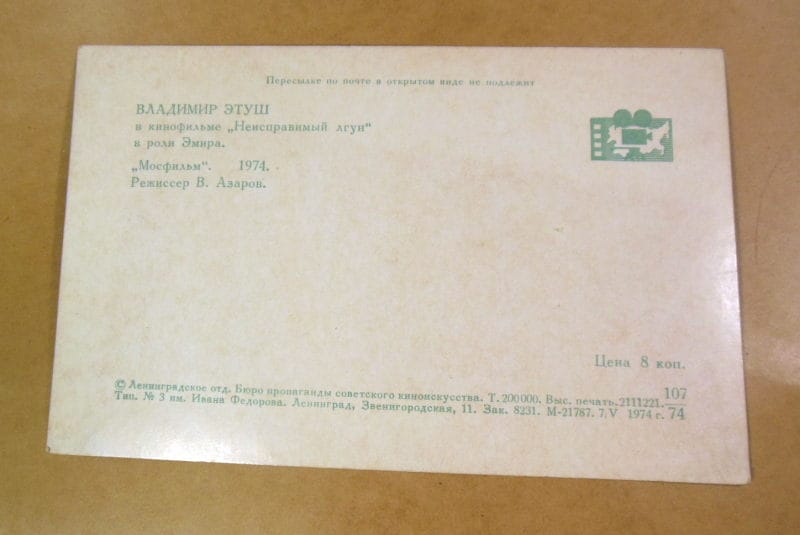 Пересылке по почте в открытом виде не подлежит
ВЛАДИМИР ЭТУШ
в кинофильме „Неисправимый лгун“
в роли Эмира.
„Мосфильм“. 1974.
Режиссер В. Азаров.
Цена 8 коп.
© Ленинградское отд. Бюро пропаганды советского киноискусства. Т. 200000. Выс. печать. 2111221. 107
Тип. № 3 им. Ивана Федорова. Ленинград, Звенигородская, 11. Зак. 8231. М-21787. 7.V 1974 г. 74